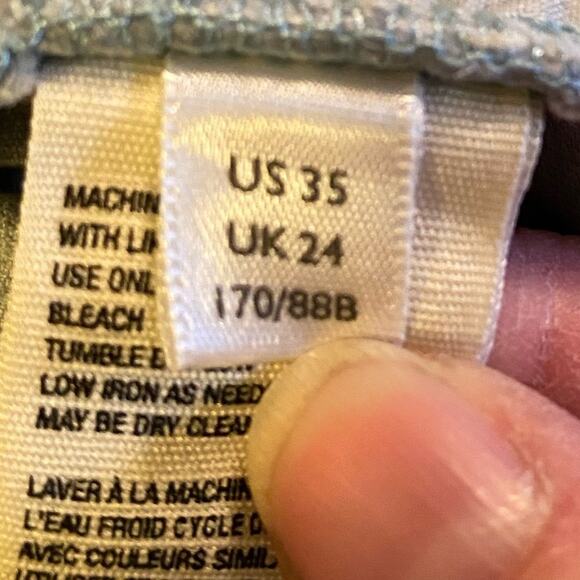 US 35
UK 24
170/88B
MACHIN
WITH LI
USE ONL
BLEACH
TUMBLE
LOW IRON AS NEED
MAY BE DRY CLEA
LAVER À LA MACHIN
L'EAU FROID CYCLE
AVEC COULEURS SIMIL